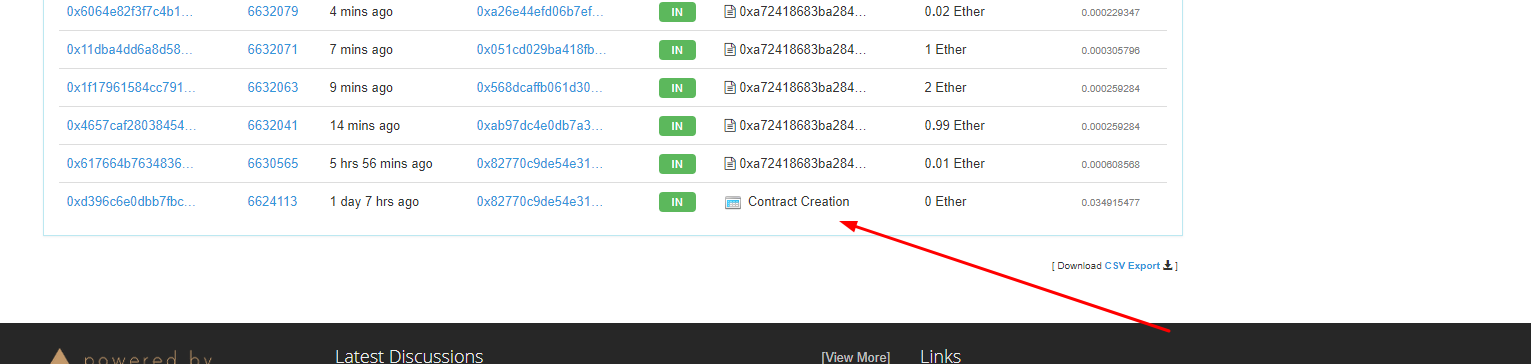 0x6064e82f3f7c4b1... 6632079 4 mins ago 0xa26e44efd06b7ef... IN 0xa72418683ba284... 0.02 Ether 0.000229347
0x11dba4dd6a8d58... 6632071 7 mins ago 0x051cd029ba418fb... IN 0xa72418683ba284... 1 Ether 0.000305796
0x1f17961584cc791... 6632063 9 mins ago 0x568dcaffb061d30... IN 0xa72418683ba284... 2 Ether 0.000259284
0x4657caf28038454... 6632041 14 mins ago 0xab97dc4e0db7a3... IN 0xa72418683ba284... 0.99 Ether 0.000259284
0x617664b7634836... 6630565 5 hrs 56 mins ago 0x82770c9de54e31... IN 0xa72418683ba284... 0.01 Ether 0.000608568
0xd396c6e0dbb7fbc... 6624113 1 day 7 hrs ago 0x82770c9de54e31... IN Contract Creation 0 Ether 0.034915477
[ Download CSV Export ]
powered by Latest Discussions [View More] Links